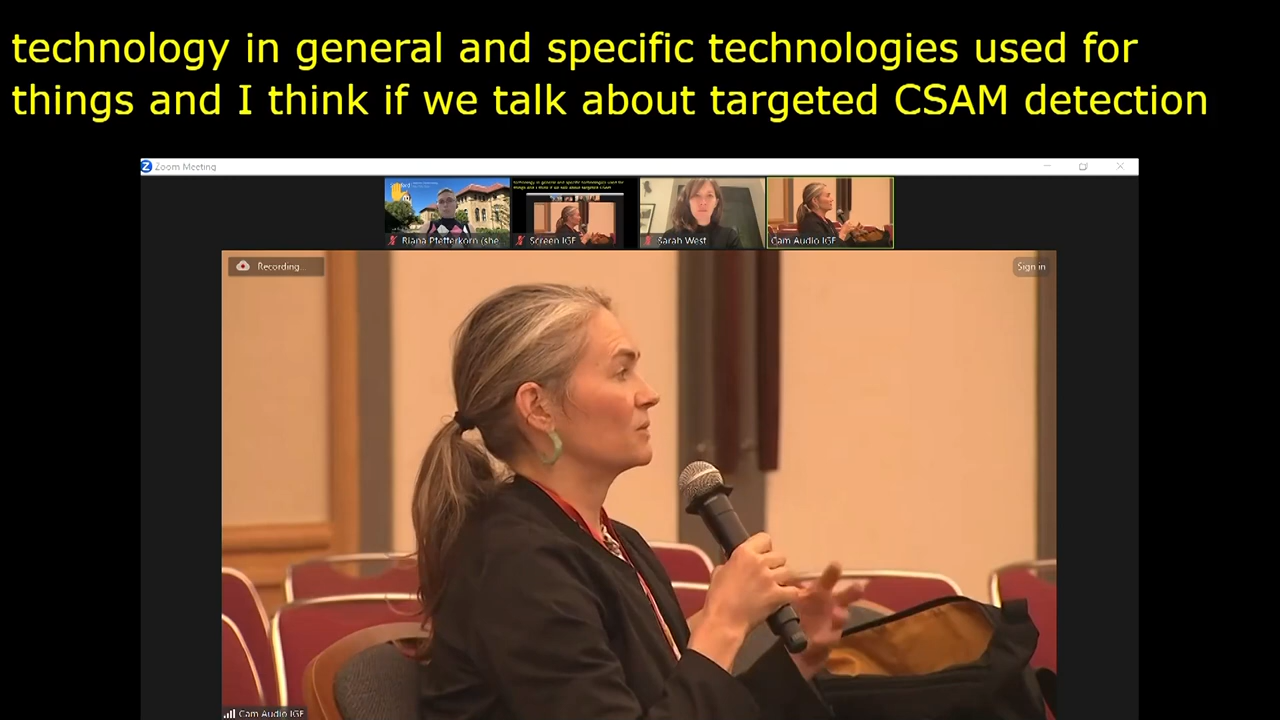 technology in general and specific technologies used for
things and I think if we talk about targeted CSAM detection
Zoom Meeting
Riana Pfefferkorn (she
Screen IGF
Sarah West
Cam Audio IGF
Recording...
Sign in
Cam Audio IGF